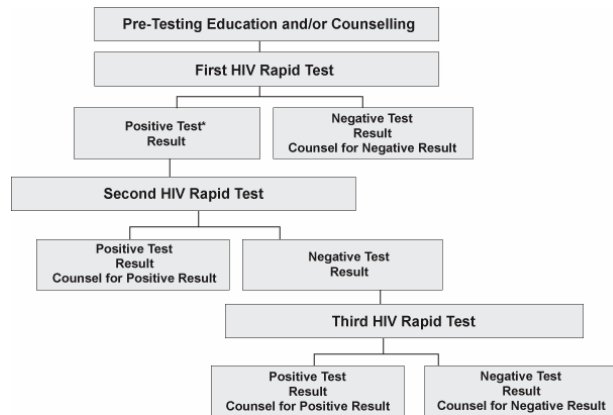 Pre-Testing Education and/or Counselling
First HIV Rapid Test
Positive Test*
Result
Negative Test
Result
Counsel for Negative Result
Second HIV Rapid Test
Positive Test
Result
Counsel for Positive Result
Negative Test
Result
Third HIV Rapid Test
Positive Test
Result
Counsel for Positive Result
Negative Test
Result
Counsel for Negative Result